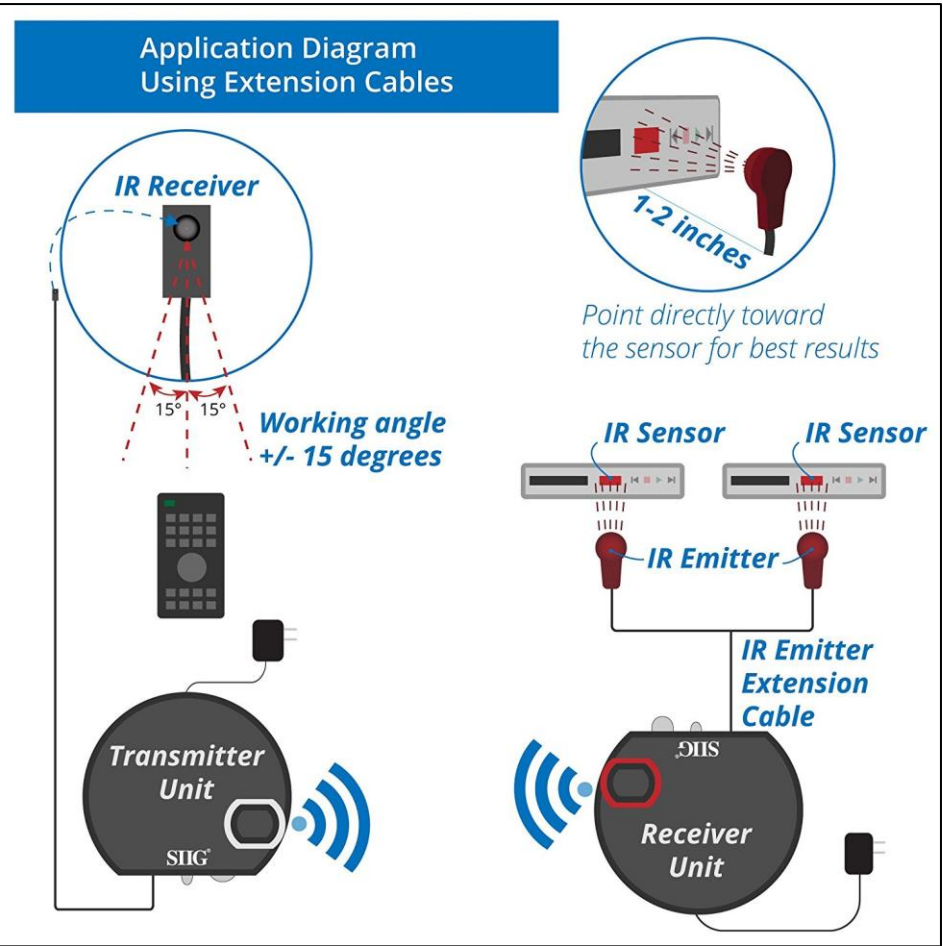 Application Diagram
Using Extension Cables
IR Receiver
15° 15°
Working angle
+/- 15 degrees
1-2 inches
Point directly toward
the sensor for best results
IR Sensor
IR Sensor
IR Emitter
IR Emitter
Extension
Cable
Transmitter
Unit
SIIG®
SIIG®
Receiver
Unit